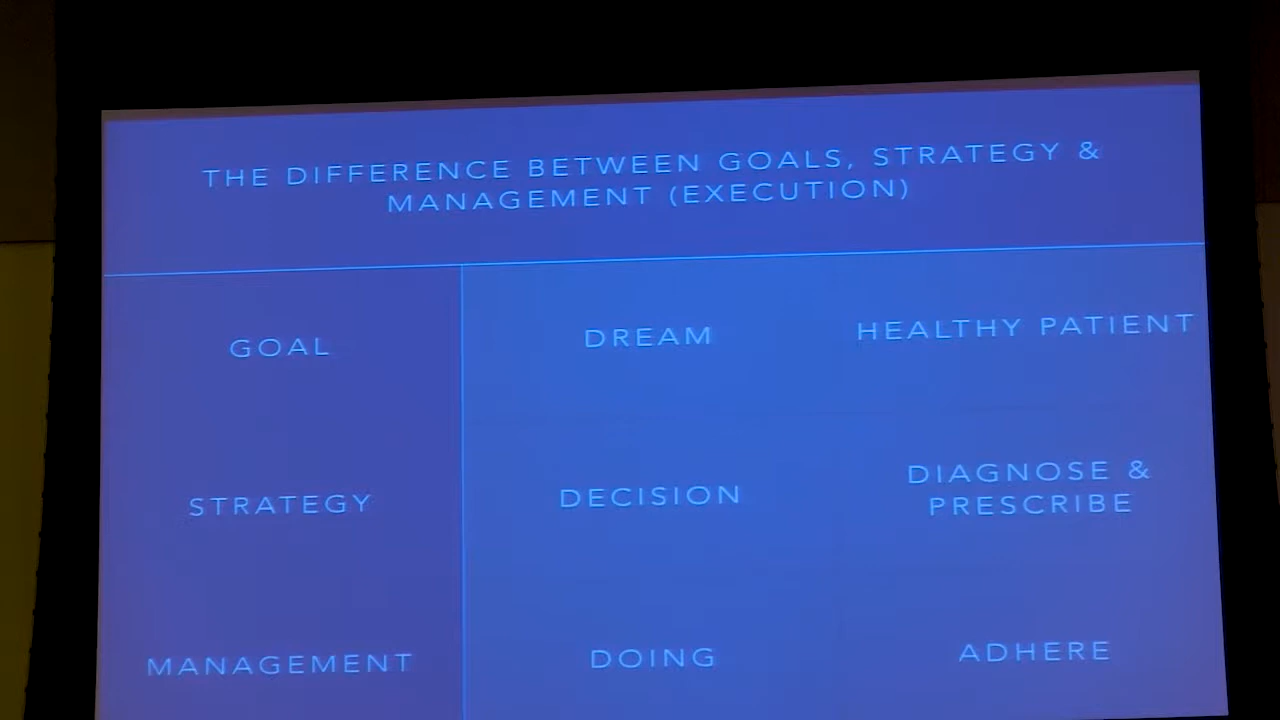 THE DIFFERENCE BETWEEN GOALS, STRATEGY &
MANAGEMENT (EXECUTION)
GOAL
DREAM
HEALTHY PATIENT
STRATEGY
DECISION
DIAGNOSE &
PRESCRIBE
MANAGEMENT
DOING
ADHERE